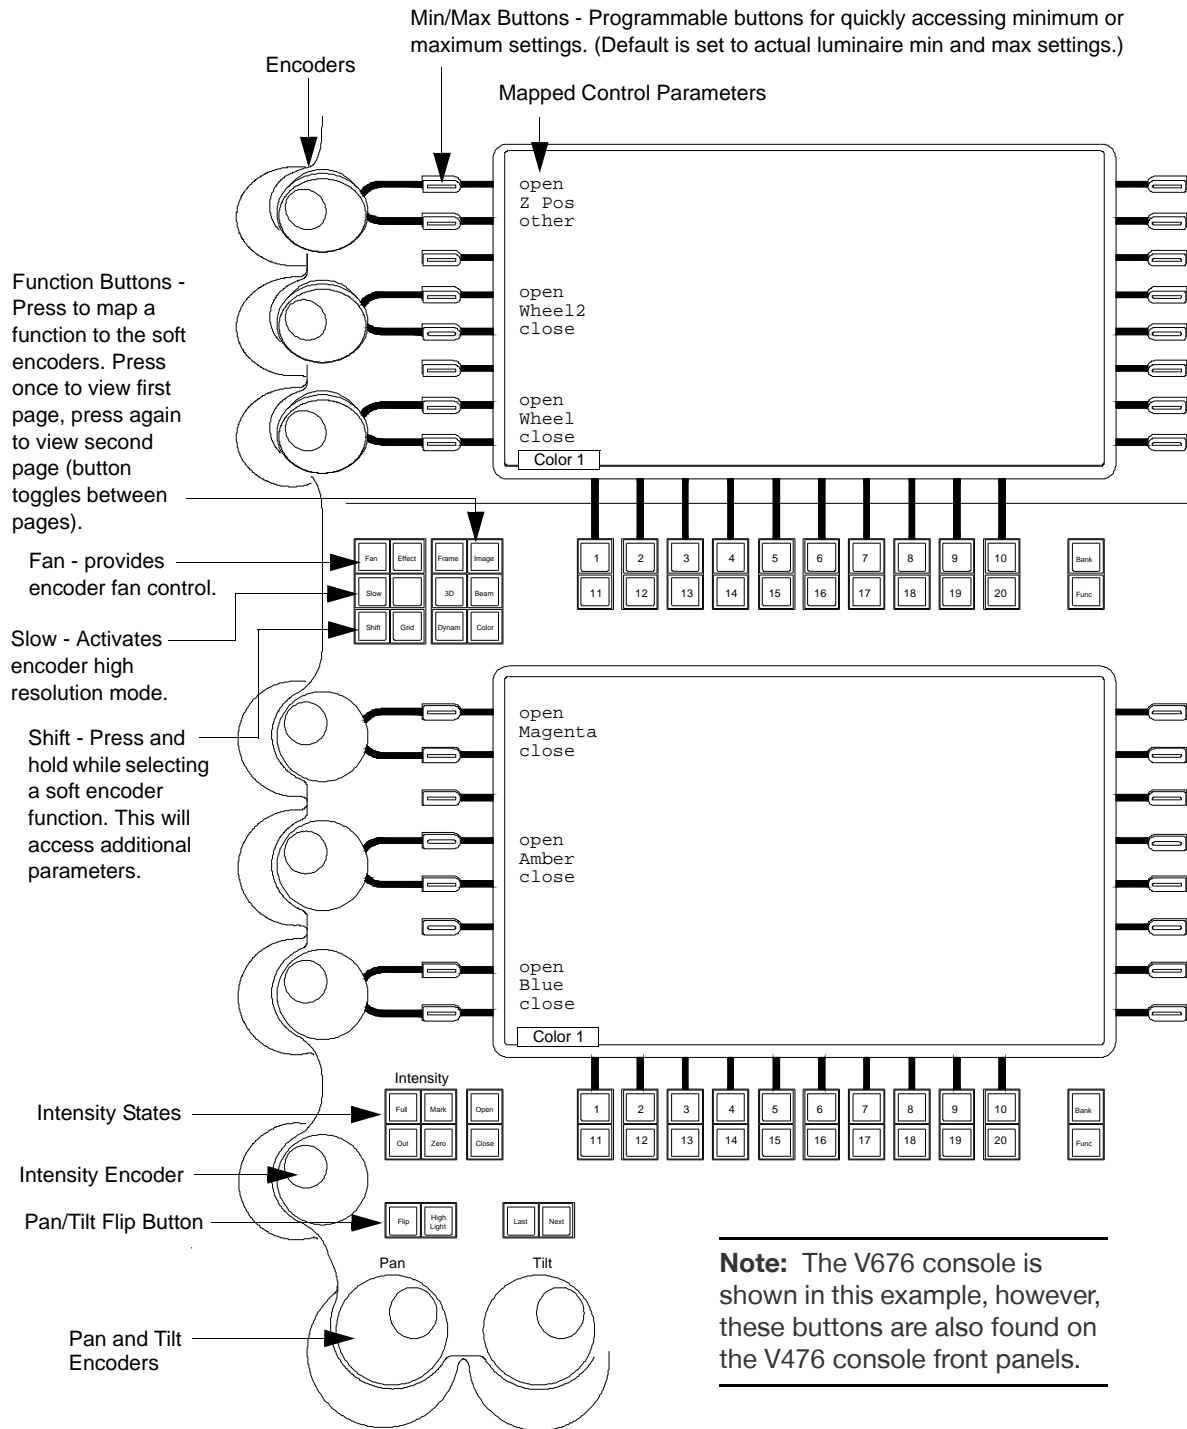 Min/Max Buttons - Programmable buttons for quickly accessing minimum or
maximum settings. (Default is set to actual luminaire min and max settings.)
Encoders
Mapped Control Parameters
open
Z Pos
other
Function Buttons -
Press to map a
function to the soft
encoders. Press
once to view first
page, press again
to view second
page (button
toggles between
pages).
open
Wheel2
close
open
Wheel
close
Color 1
Fan - provides
encoder fan control.
Slow - Activates
encoder high
resolution mode.
Shift - Press and
hold while selecting
a soft encoder
function. This will
access additional
parameters.
Fan Effect Frame Image
Slow 3D Beam
Shift Grid Dynam Color
1 2 3 4 5 6 7 8 9 10 Bank
11 12 13 14 15 16 17 18 19 20 Func
open
Magenta
close
open
Amber
close
open
Blue
close
Color 1
Intensity
Intensity States
Full Mark Open
Out Zero Close
1 2 3 4 5 6 7 8 9 10 Bank
11 12 13 14 15 16 17 18 19 20 Func
Intensity Encoder
Pan/Tilt Flip Button
Flip High Light Last Next
Pan Tilt
Pan and Tilt
Encoders
Note: The V676 console is
shown in this example, however,
these buttons are also found on
the V476 console front panels.